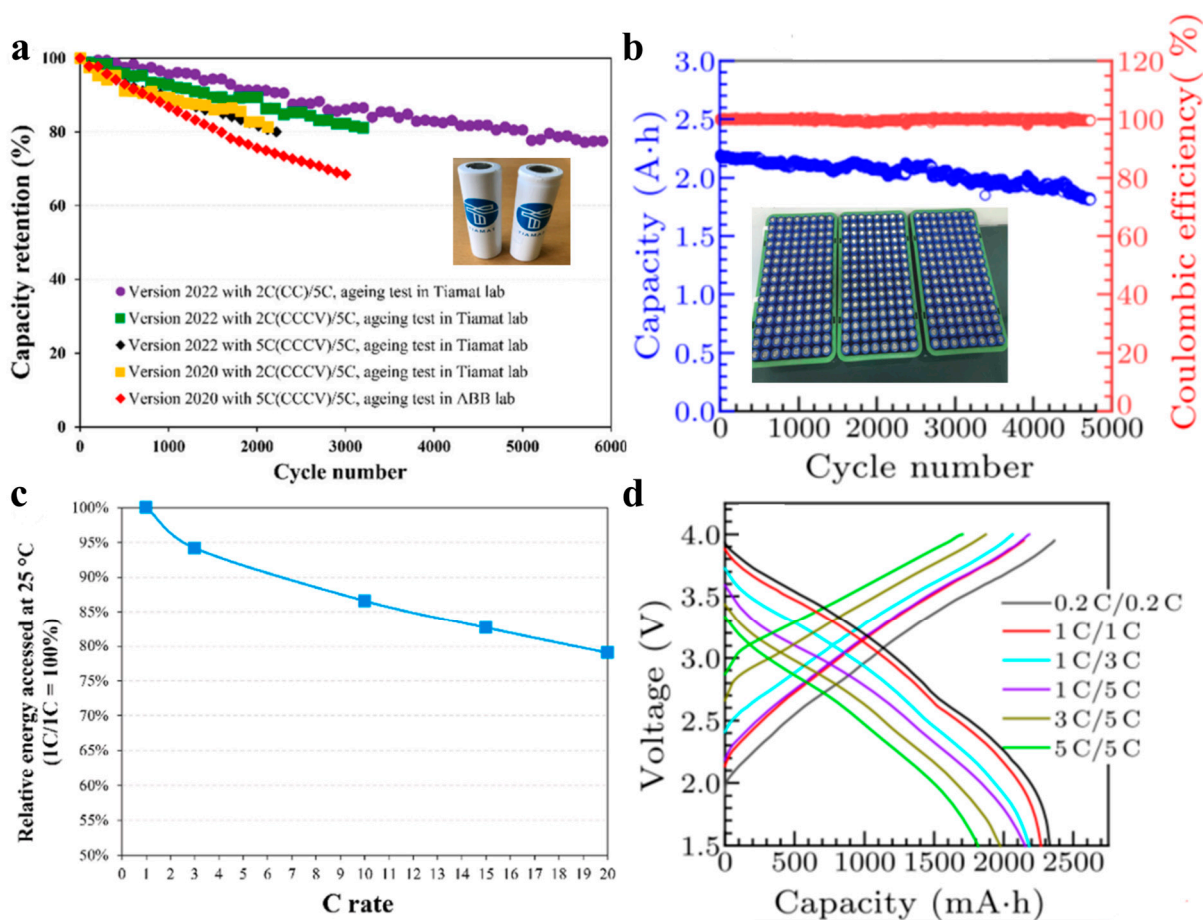 a
Capacity retention (%)
100
80
60
40
20
0
0 1000 2000 3000 4000 5000 6000
Cycle number
Version 2022 with 2C(CC)/5C, ageing test in Tiamat lab
Version 2022 with 2C(CCCV)/5C, ageing test in Tiamat lab
Version 2022 with 5C(CCCV)/5C, ageing test in Tiamat lab
Version 2020 with 2C(CCCV)/5C, ageing test in Tiamat lab
Version 2020 with 5C(CCCV)/5C, ageing test in ABB lab
TIAMAT
TIAMAT
b
Capacity (A·h)
3.0
2.5
2.0
1.5
1.0
0.5
0.0
0 1000 2000 3000 4000 5000
Cycle number
120
100
80
60
40
20
0
Coulombic efficiency( %)
c
Relative energy accessed at 25 °C
(1C/1C = 100%)
100%
95%
90%
85%
80%
75%
70%
65%
60%
55%
50%
0 1 2 3 4 5 6 7 8 9 10 11 12 13 14 15 16 17 18 19 20
C rate
d
Voltage (V)
4.0
3.5
3.0
2.5
2.0
1.5
0 500 1000 1500 2000 2500
Capacity (mA·h)
0.2 C/0.2 C
1 C/1 C
1 C/3 C
1 C/5 C
3 C/5 C
5 C/5 C